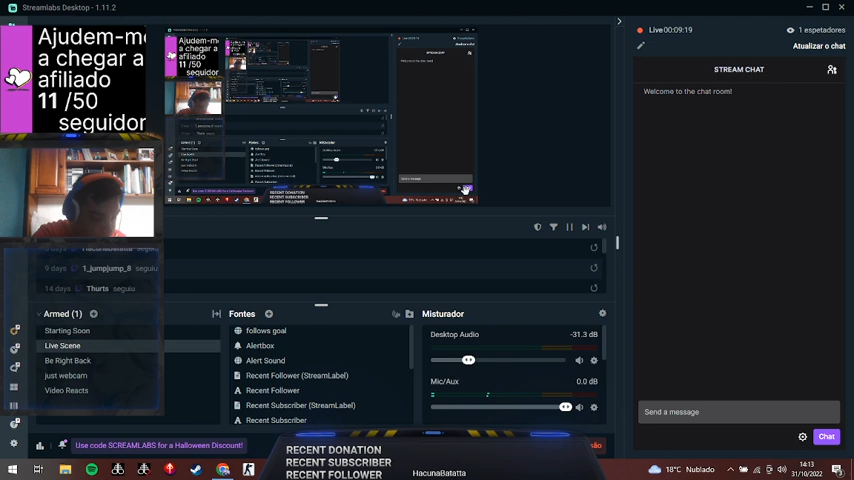 Streamlabs Desktop - 1.11.2
Ajudem-me
a chegar a
afiliado
11 /50
seguidor
Live 00:09:19
1 espetadores
Atualizar o chat
STREAM CHAT
Welcome to the chat room!
9 days 1_jumpjump_8 seguiu
14 days Thurts seguiu
Armed (1)
Starting Soon
Live Scene
Be Right Back
just webcam
Video Reacts
Fontes
follows goal
Alertbox
Alert Sound
Recent Follower (StreamLabel)
Recent Follower
Recent Subscriber (StreamLabel)
Recent Subscriber
Misturador
Desktop Audio -31.3 dB
Mic/Aux 0.0 dB
Send a message
Chat
Use code SCREAMLABS for a Halloween Discount!
RECENT DONATION
RECENT SUBSCRIBER
RECENT FOLLOWER
HacunaBatatta
18°C Nublado
14:13
31/10/2022